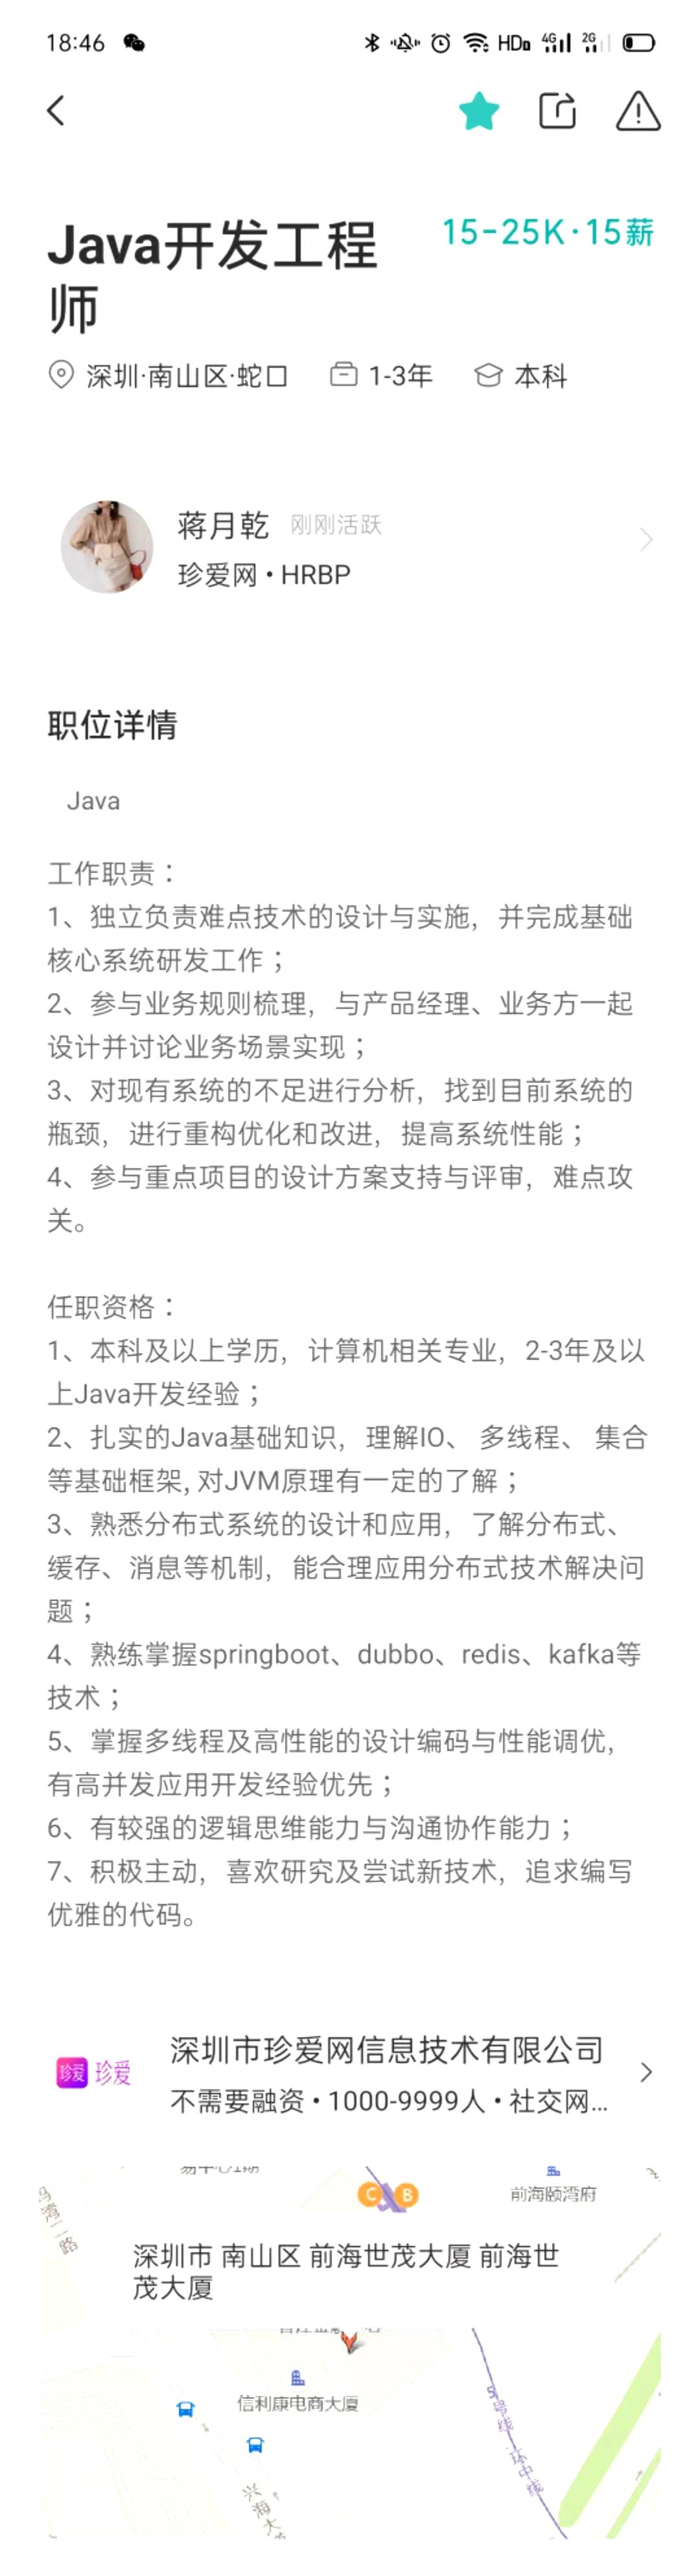 18:46
HD 4G 2G
Java开发工程
师
15-25K·15薪
深圳·南山区·蛇口 1-3年 本科
蒋月乾 刚刚活跃
珍爱网·HRBP
职位详情
Java
工作职责：
1、独立负责难点技术的设计与实施，并完成基础
核心系统研发工作；
2、参与业务规则梳理，与产品经理、业务方一起
设计并讨论业务场景实现；
3、对现有系统的不足进行分析，找到目前系统的
瓶颈，进行重构优化和改进，提高系统性能；
4、参与重点项目的设计方案支持与评审，难点攻
关。
任职资格：
1、本科及以上学历，计算机相关专业，2-3年及以
上Java开发经验；
2、扎实的Java基础知识，理解IO、 多线程、 集合
等基础框架, 对JVM原理有一定的了解；
3、熟悉分布式系统的设计和应用，了解分布式、
缓存、消息等机制，能合理应用分布式技术解决问
题；
4、熟练掌握springboot、dubbo、redis、kafka等
技术；
5、掌握多线程及高性能的设计编码与性能调优，
有高并发应用开发经验优先；
6、有较强的逻辑思维能力与沟通协作能力；
7、积极主动，喜欢研究及尝试新技术，追求编写
优雅的代码。
珍爱 珍爱
深圳市珍爱网信息技术有限公司
不需要融资·1000-9999人·社交网...
C B
前海颐湾府
湾二路
深圳市 南山区 前海世茂大厦 前海世
茂大厦
信利康电商大厦
5号线·环中线
兴海大